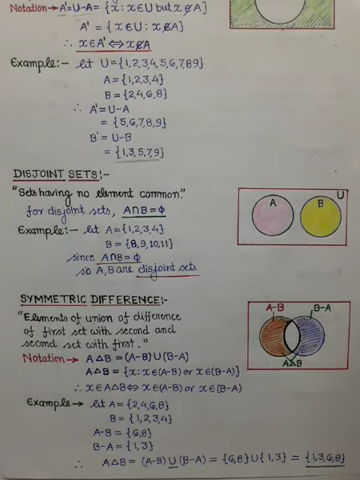 Notation → A'=U-A = {x: x∈U but x∉A}
A' = {x∈U: x∉A}
∴ x∈A' ⇔ x∉A
Example:- let U={1,2,3,4,5,6,7,8,9}
A={1,2,3,4}
B={2,4,6,8}
∴ A'=U-A
= {5,6,7,8,9}
B'=U-B
= {1,3,5,7,9}
DISJOINT SETS:-
"Sets having no element common."
for disjoint sets, A∩B=Φ
Example:- let A={1,2,3,4}
B={8,9,10,11}
since A∩B=Φ
so A,B are disjoint sets
U
A B
SYMMETRIC DIFFERENCE:-
"Elements of union of difference
of first set with second and
second set with first."
Notation → A∆B = (A-B)∪(B-A)
A∆B = {x: x∈(A-B) or x∈(B-A)}
∴ x∈A∆B ⇔ x∈(A-B) or x∈(B-A)
A-B B-A
A∆B
Example → let A={2,4,6,8}
B={1,2,3,4}
A-B={6,8}
B-A={1,3}
∴ A∆B = (A-B)∪(B-A) = {6,8}∪{1,3} = {1,3,6,8}